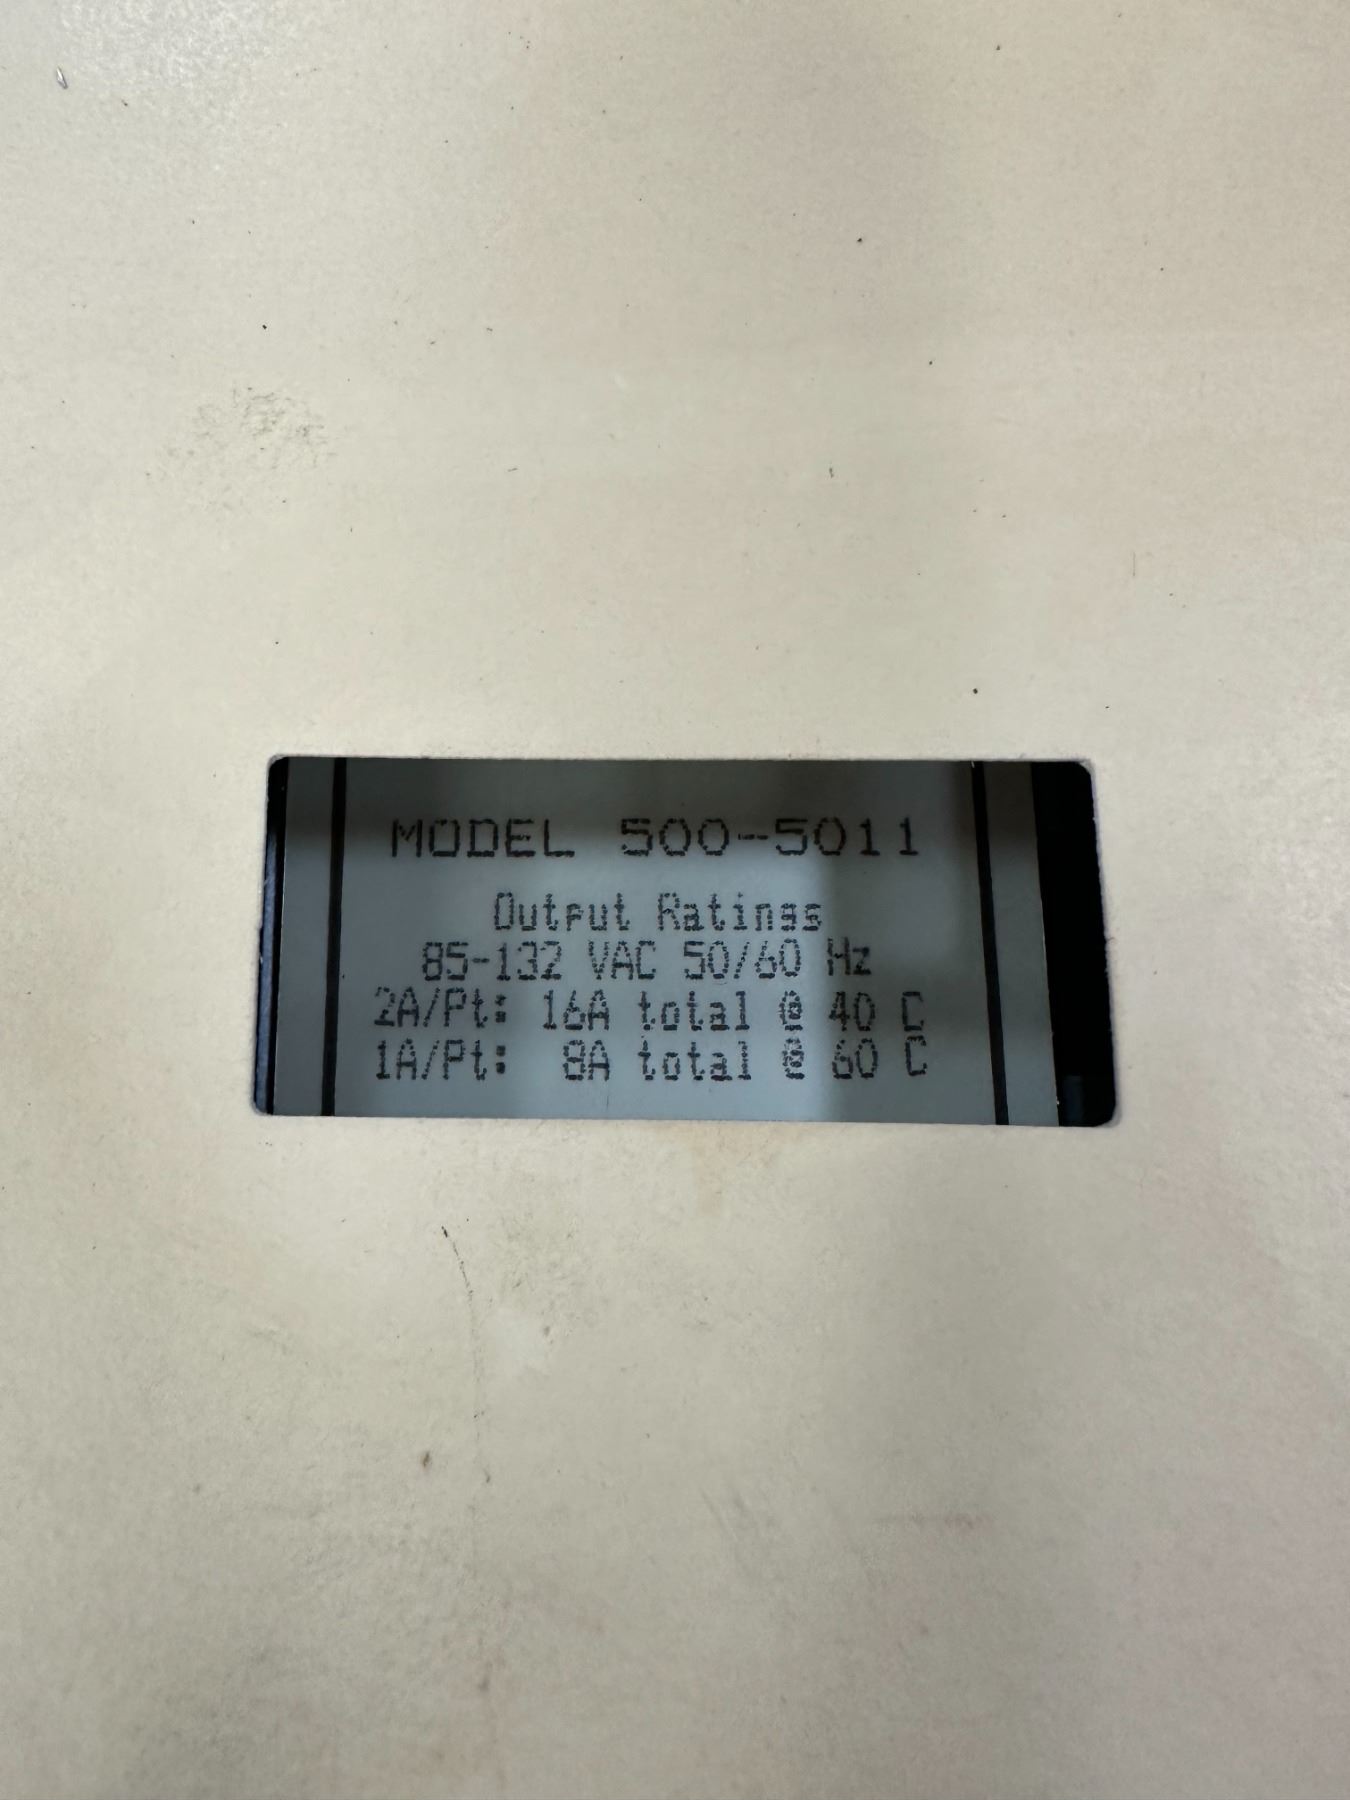 MODEL 500-5011
Output Ratings
85-132 VAC 50/60 Hz
2A/Pt: 16A total @ 40 C
1A/Pt: 8A total @ 60 C